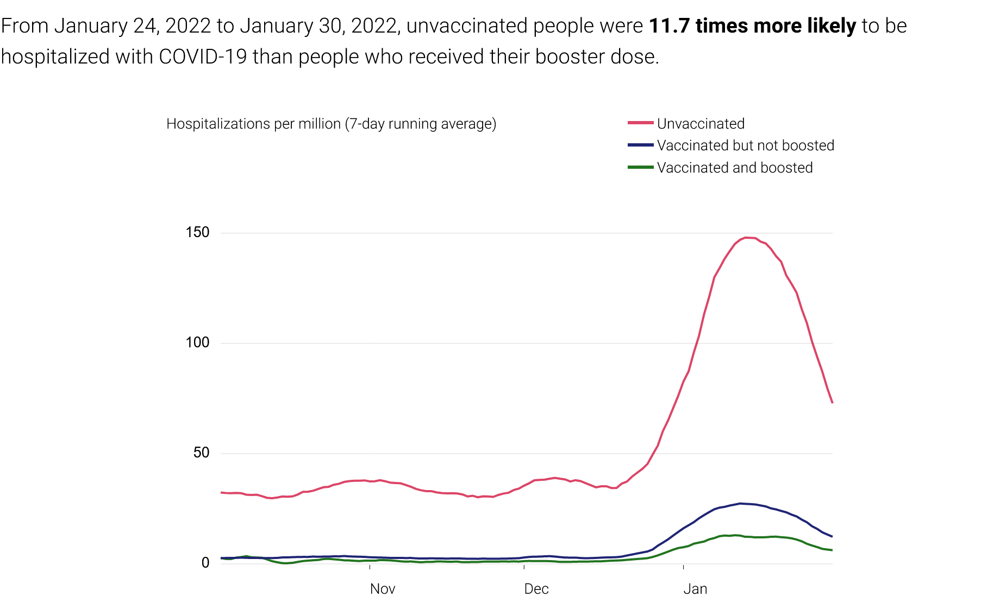 From January 24, 2022 to January 30, 2022, unvaccinated people were 11.7 times more likely to be
hospitalized with COVID-19 than people who received their booster dose.
Hospitalizations per million (7-day running average)
Unvaccinated
Vaccinated but not boosted
Vaccinated and boosted
150
100
50
0
Nov
Dec
Jan